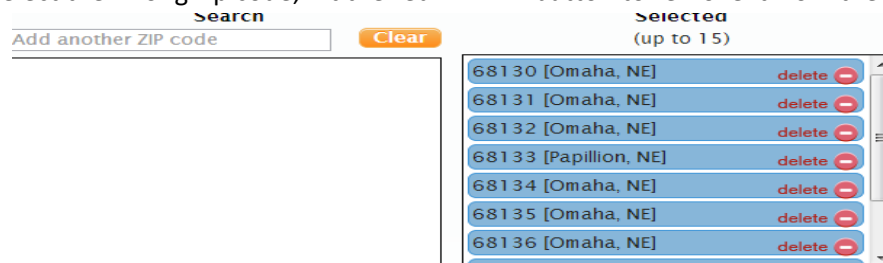 Search
Add another ZIP code
Clear
Selected
(up to 15)
68130 [Omaha, NE] delete
68131 [Omaha, NE] delete
68132 [Omaha, NE] delete
68133 [Papillion, NE] delete
68134 [Omaha, NE] delete
68135 [Omaha, NE] delete
68136 [Omaha, NE] delete